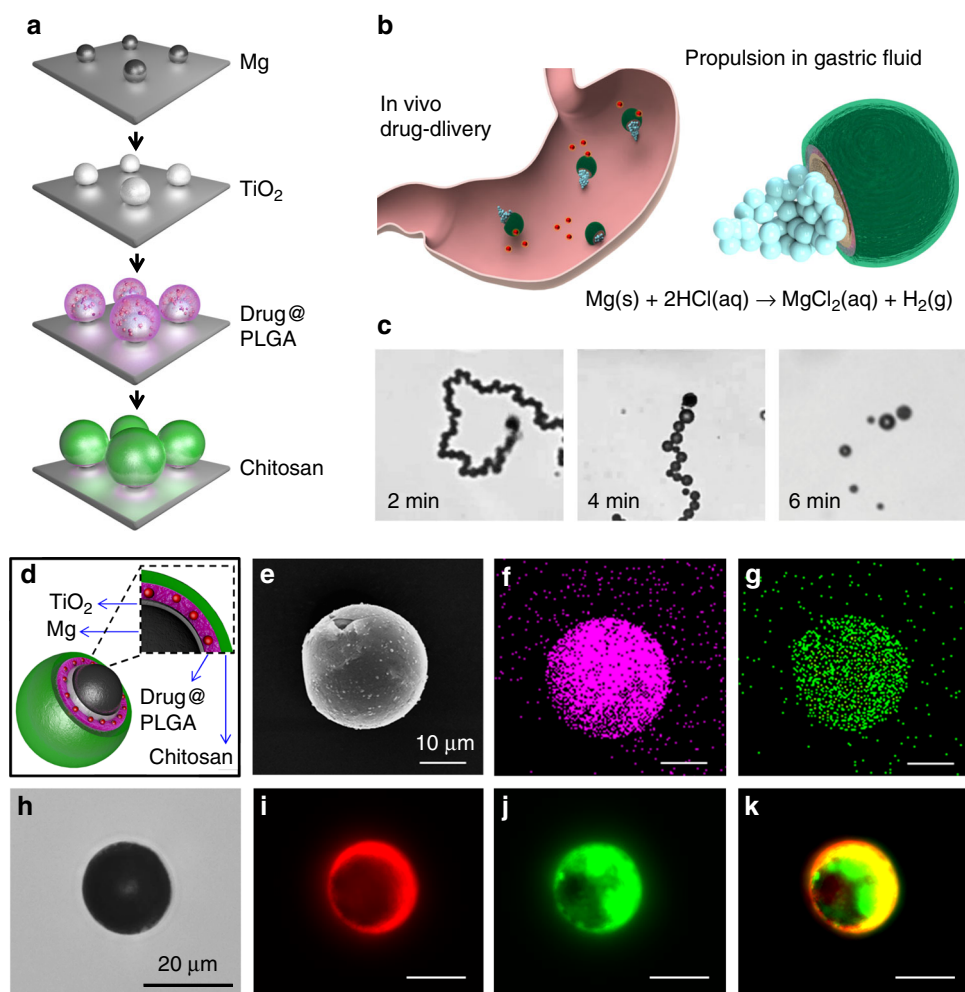 a
Mg
TiO₂
Drug@
PLGA
Chitosan
b
In vivo
drug-dlivery
Propulsion in gastric fluid
Mg(s) + 2HCl(aq) → MgCl₂(aq) + H₂(g)
c
2 min
4 min
6 min
d
TiO₂
Mg
Drug@
PLGA
Chitosan
e
10 μm
f
g
h
20 μm
i
j
k